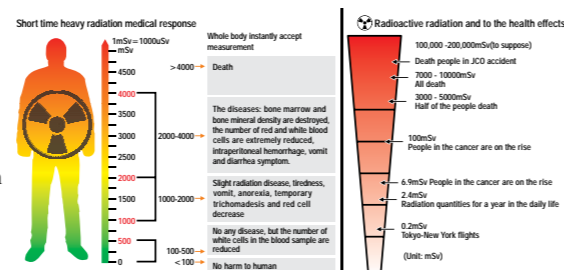 Short time heavy radiation medical response
1mSv=1000uSv
mSv
4500
4000
3500
3000
2500
2000
1500
1000
500
0
Whole body instantly accept
measurement
>4000
Death
2000-4000
The diseases: bone marrow and
bone mineral density are destroyed,
the number of red and white blood
cells are extremely reduced,
intraperitoneal hemorrhage, vomit
and diarrhea symptom.
1000-2000
Slight radiation disease, tiredness,
vomit, anorexia, temporary
trichomadesis and red cell
decrease
100-500
No any disease, but the number of
white cells in the blood sample are
reduced
<100
No harm to human
Radioactive radiation and to the health effects
100,000 -200,000mSv(to suppose)
Death people in JCO accident
7000 - 10000mSv
All death
3000 - 5000mSv
Half of the people death
100mSv
People in the cancer are on the rise
6.9mSv People in the cancer are on the rise
2.4mSv
Radiation quantities for a year in the daily life
0.2mSv
Tokyo-New York flights
(Unit: mSv)